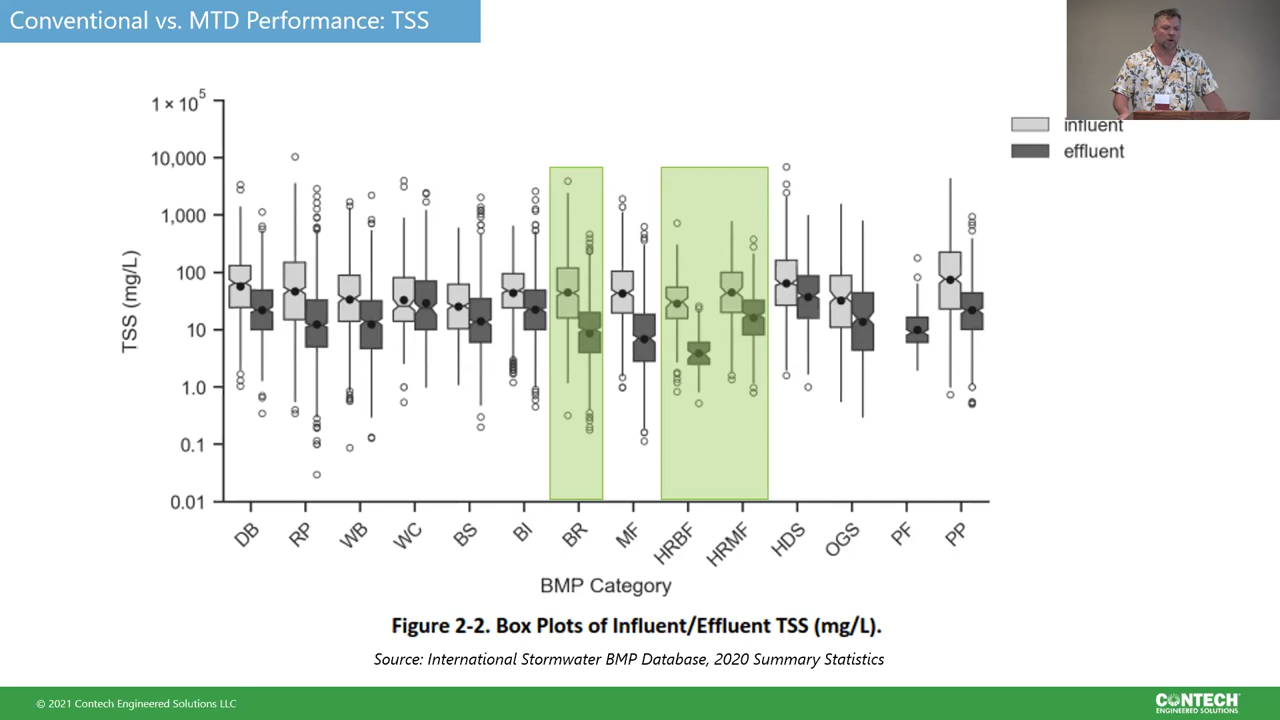 Conventional vs. MTD Performance: TSS
influent
effluent
TSS (mg/L)
1 × 10^5
10,000
1,000
100
10
1.0
0.1
0.01
DB RP WB WC BS BI BR MF HRBF HRMF HDS OGS PF PP
BMP Category
Figure 2-2. Box Plots of Influent/Effluent TSS (mg/L).
Source: International Stormwater BMP Database, 2020 Summary Statistics
© 2021 Contech Engineered Solutions LLC
CONTECH
ENGINEERED SOLUTIONS